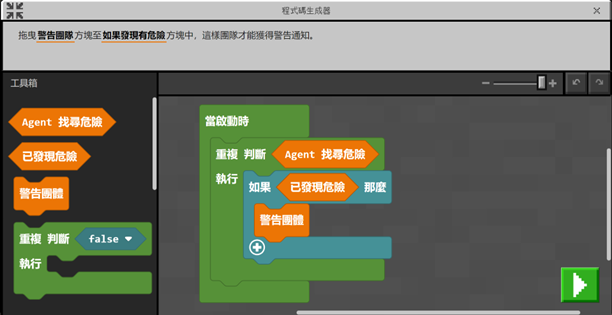 程式碼生成器
拖曳警告團隊方塊至如果發現有危險方塊中，這樣團隊才能獲得警告通知。
工具箱
Agent 找尋危險
已發現危險
警告團體
重複 判斷 false
執行
當啟動時
重複 判斷 Agent 找尋危險
執行
如果 已發現危險 那麼
警告團體